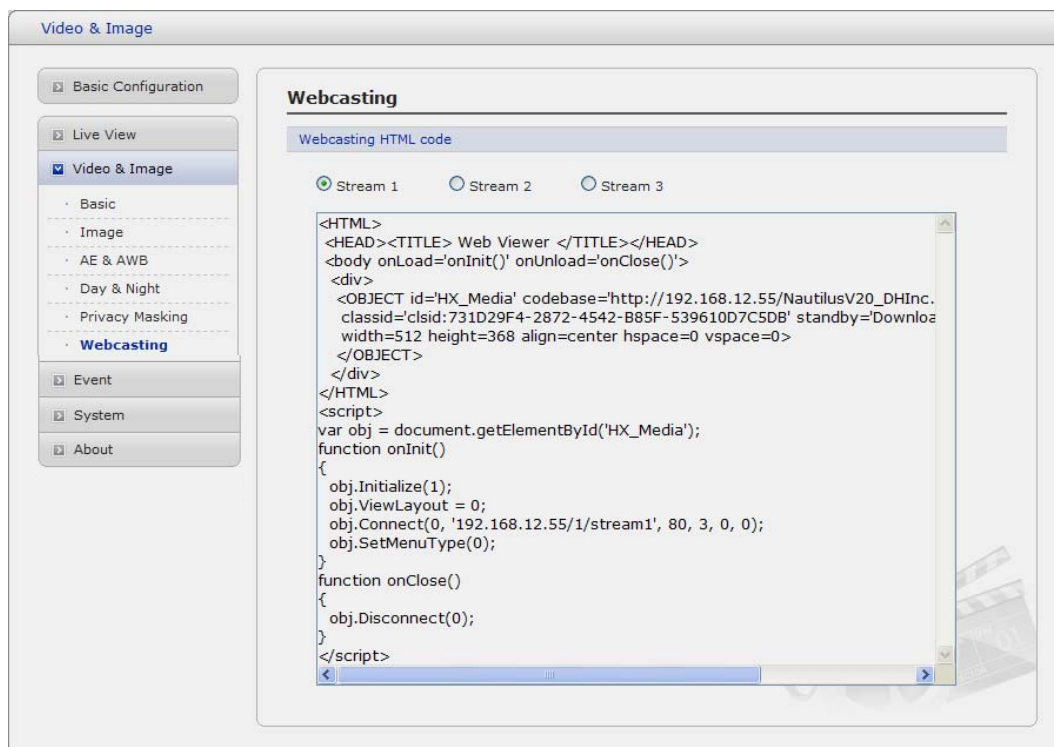 Video & Image
Basic Configuration
Live View
Video & Image
· Basic
· Image
· AE & AWB
· Day & Night
· Privacy Masking
· Webcasting
Event
System
About
Webcasting
Webcasting HTML code
Stream 1 Stream 2 Stream 3
<HTML>
<HEAD><TITLE> Web Viewer </TITLE></HEAD>
<body onLoad='onInit()' onUnload='onClose()'>
<div>
<OBJECT id='HX_Media' codebase='http://192.168.12.55/NautilusV20_DHInc.
classid='clsid:731D29F4-2872-4542-B85F-539610D7C5DB' standby='Downloa
width=512 height=368 align=center hspace=0 vspace=0>
</OBJECT>
</div>
</HTML>
<script>
var obj = document.getElementById('HX_Media');
function onInit()
{
obj.Initialize(1);
obj.ViewLayout = 0;
obj.Connect(0, '192.168.12.55/1/stream1', 80, 3, 0, 0);
obj.SetMenuType(0);
}
function onClose()
{
obj.Disconnect(0);
}
</script>